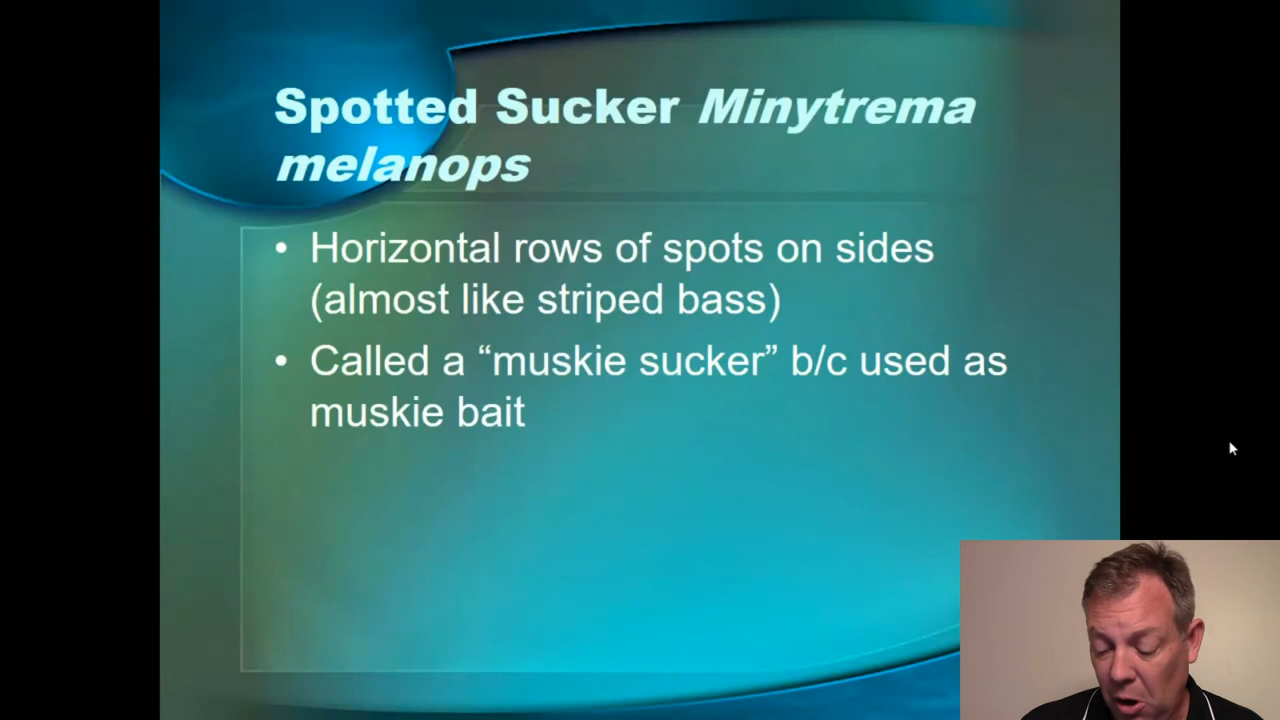 Spotted Sucker Minytrema
melanops
• Horizontal rows of spots on sides
(almost like striped bass)
• Called a “muskie sucker” b/c used as
muskie bait